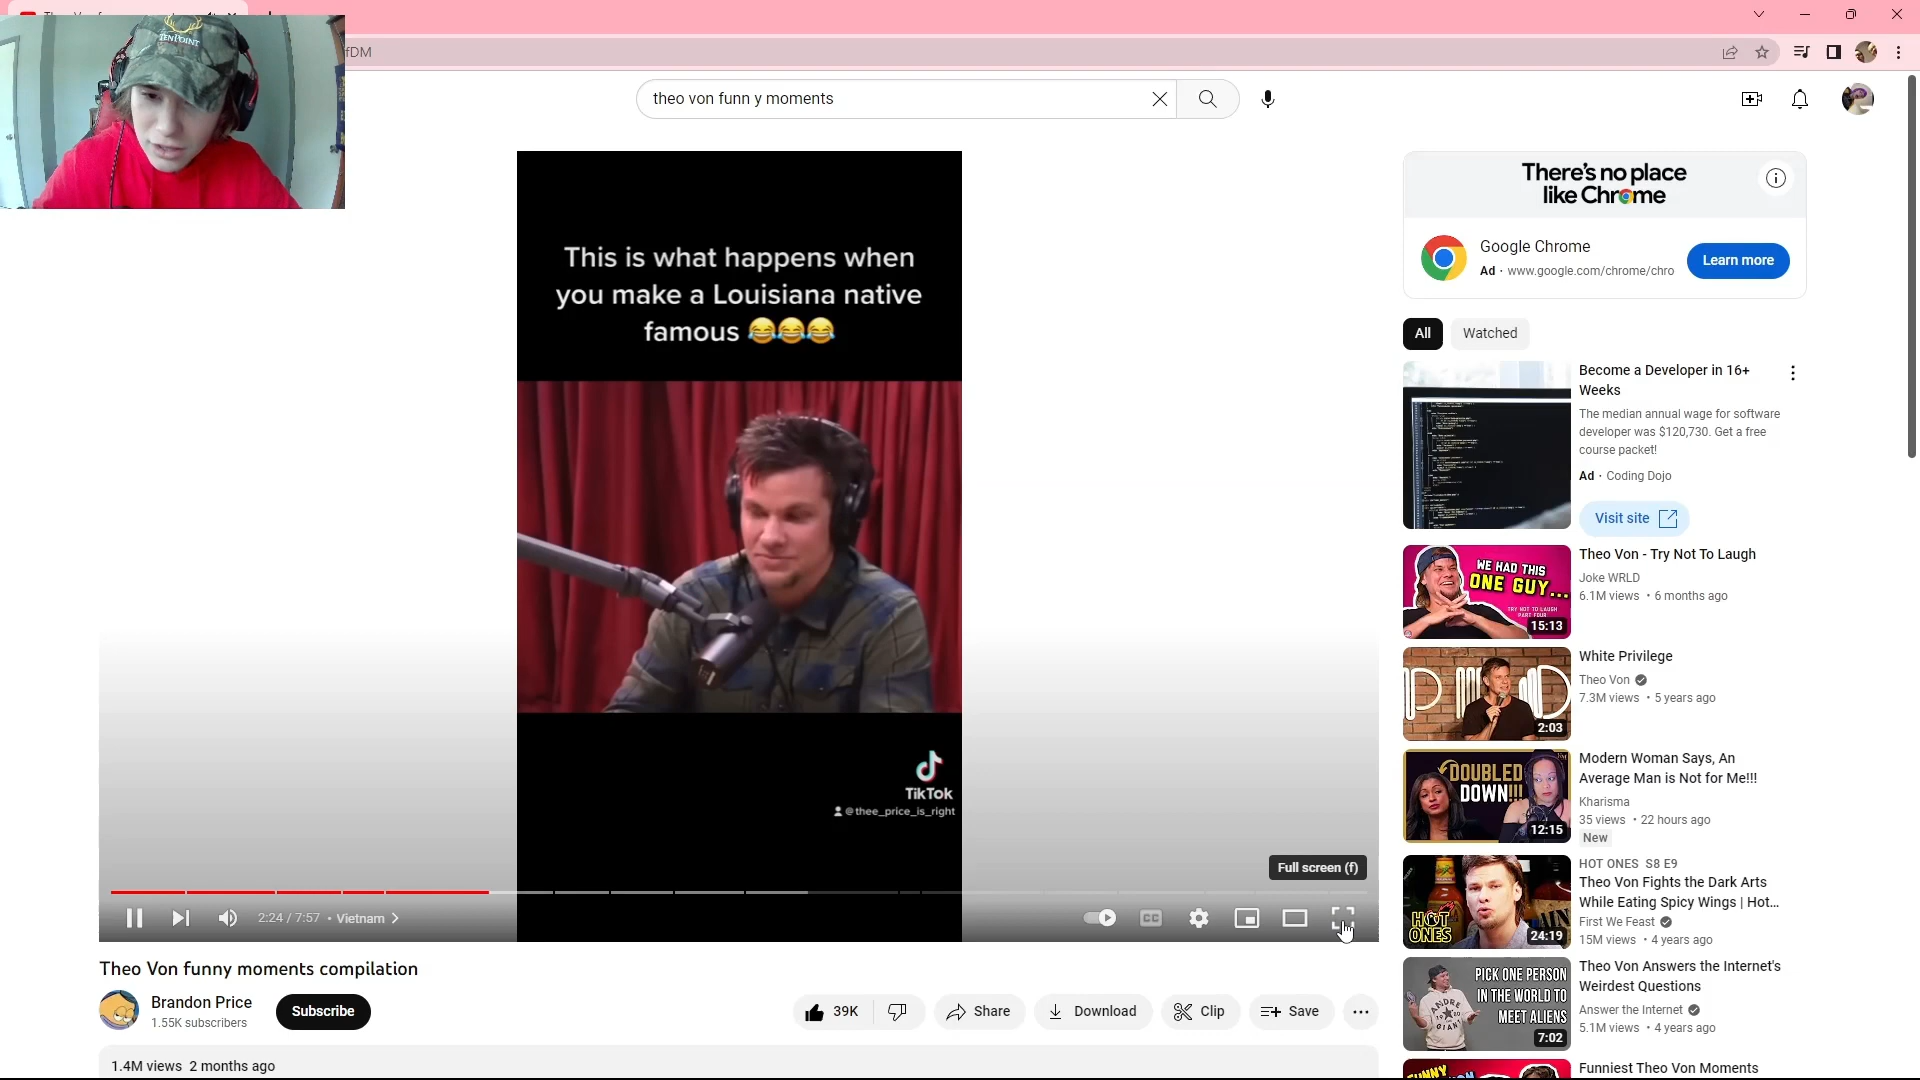 TENPOINT
fDM
theo von funn y moments
This is what happens when
you make a Louisiana native
famous 😂😂😂
TikTok
@thee_price_is_right
Full screen (f)
2:24 / 7:57 • Vietnam
CC
Theo Von funny moments compilation
Brandon Price
1.55K subscribers
Subscribe
39K
Share
Download
Clip
Save
1.4M views 2 months ago
There's no place
like Chrome
Google Chrome
Ad · www.google.com/chrome/chro
Learn more
All
Watched
Become a Developer in 16+
Weeks
The median annual wage for software
developer was $120,730. Get a free
course packet!
Ad · Coding Dojo
Visit site
WE HAD THIS
ONE GUY...
TRY NOT TO LAUGH
PART FOUR
15:13
Theo Von - Try Not To Laugh
Joke WRLD
6.1M views • 6 months ago
2:03
White Privilege
Theo Von
7.3M views • 5 years ago
DOUBLED
DOWN!!!
12:15
Modern Woman Says, An
Average Man is Not for Me!!!
Kharisma
35 views • 22 hours ago
New
HOT
ONES
24:19
HOT ONES S8 E9
Theo Von Fights the Dark Arts
While Eating Spicy Wings | Hot...
First We Feast
15M views • 4 years ago
PICK ONE PERSON
IN THE WORLD TO
MEET ALIENS
ANDRE
GIANT
7:02
Theo Von Answers the Internet's
Weirdest Questions
Answer the Internet
5.1M views • 4 years ago
Funniest Theo Von Moments